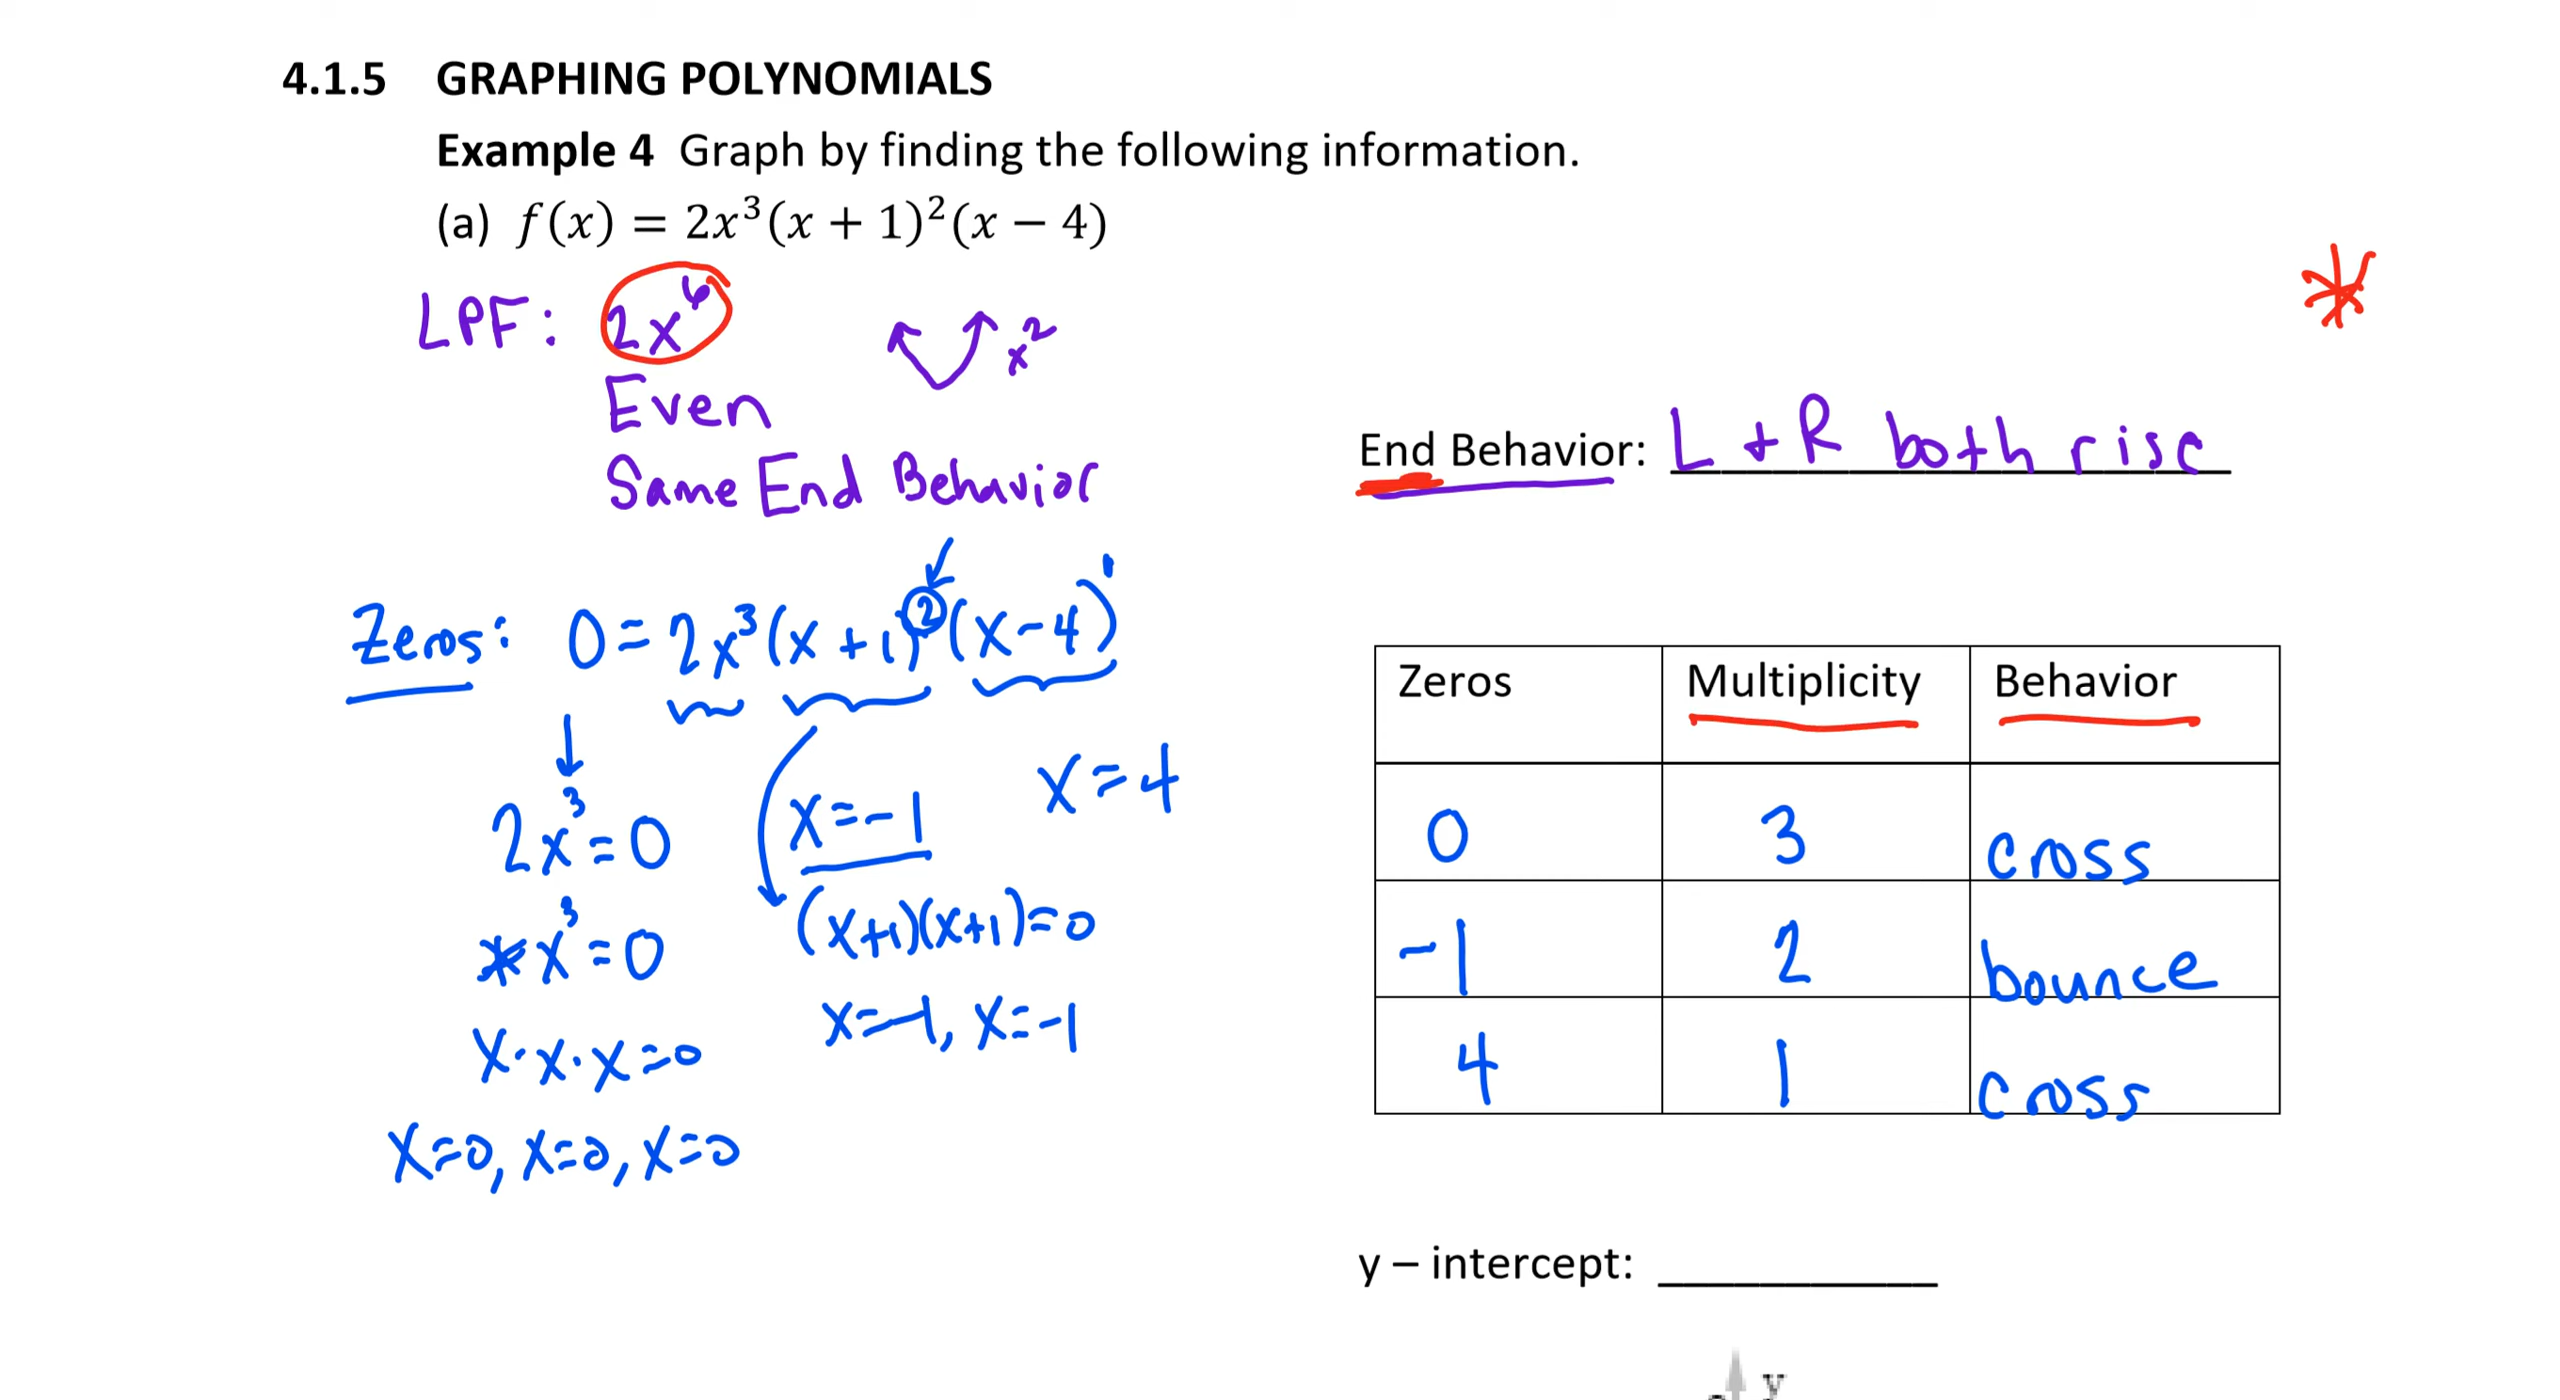 4.1.5 GRAPHING POLYNOMIALS
Example 4 Graph by finding the following information.
(a) f(x) = 2x³(x + 1)²(x − 4)
LPF: 2x⁶
x²
Even
Same End Behavior
End Behavior: L + R both rise
Zeros: 0 = 2x³(x + 1)²(x − 4)¹
2x³ = 0
x = −1
x = 4
* x³ = 0
(x+1)(x+1) = 0
x · x · x = 0
x = −1, x = −1
x = 0, x = 0, x = 0
Zeros Multiplicity Behavior
0 3 cross
−1 2 bounce
4 1 cross
y – intercept: ___________
y